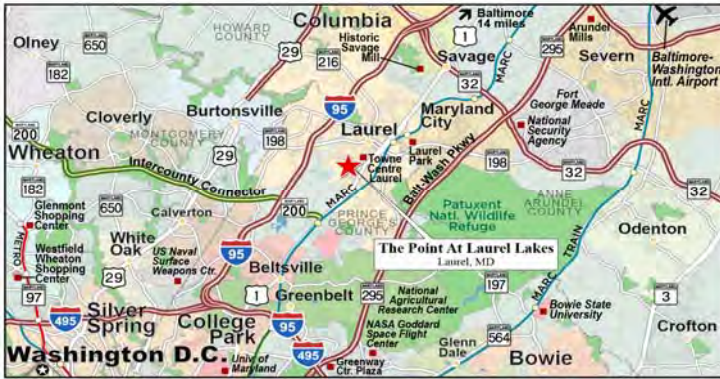 Olney
650
HOWARD
COUNTY
29
Columbia
Historic
Savage
Mill
216
Baltimore
14 miles
1
295
Arundel
Mills
Severn
Baltimore-
Washington
Intl. Airport
182
Savage
MARC
32
Cloverly
Burtonsville
95
Maryland
City
Fort
George Meade
MARC
200
MONTGOMERY
COUNTY
198
Laurel
Laurel
Park
National
Security
Agency
Wheaton
29
Towne
Centre
Laurel
Balt-Wash Pkwy
198
32
32
Intercounty Connector
MARC
182
650
Calverton
200
PRINCE
GEORGE'S
COUNTY
Patuxent
Natl. Wildlife
Refuge
ANNE
ARUNDEL
COUNTY
Glenmont
Shopping
Center
White
Oak
US Naval
Surface
Weapons Ctr.
95
The Point At Laurel Lakes
Laurel, MD
Odenton
METRO
Westfield
Wheaton
Shopping
Center
29
Beltsville
TRAIN
97
1
Greenbelt
295
National
Agricultural
Research Center
197
MARC
3
495
Silver
Spring
College
Park
95
NASA Goddard
Space Flight
Center
Bowie State
University
Crofton
Washington D.C.
Univ of
Maryland
495
Greenway
Ctr. Plaza
Glenn
Dale
564
Bowie